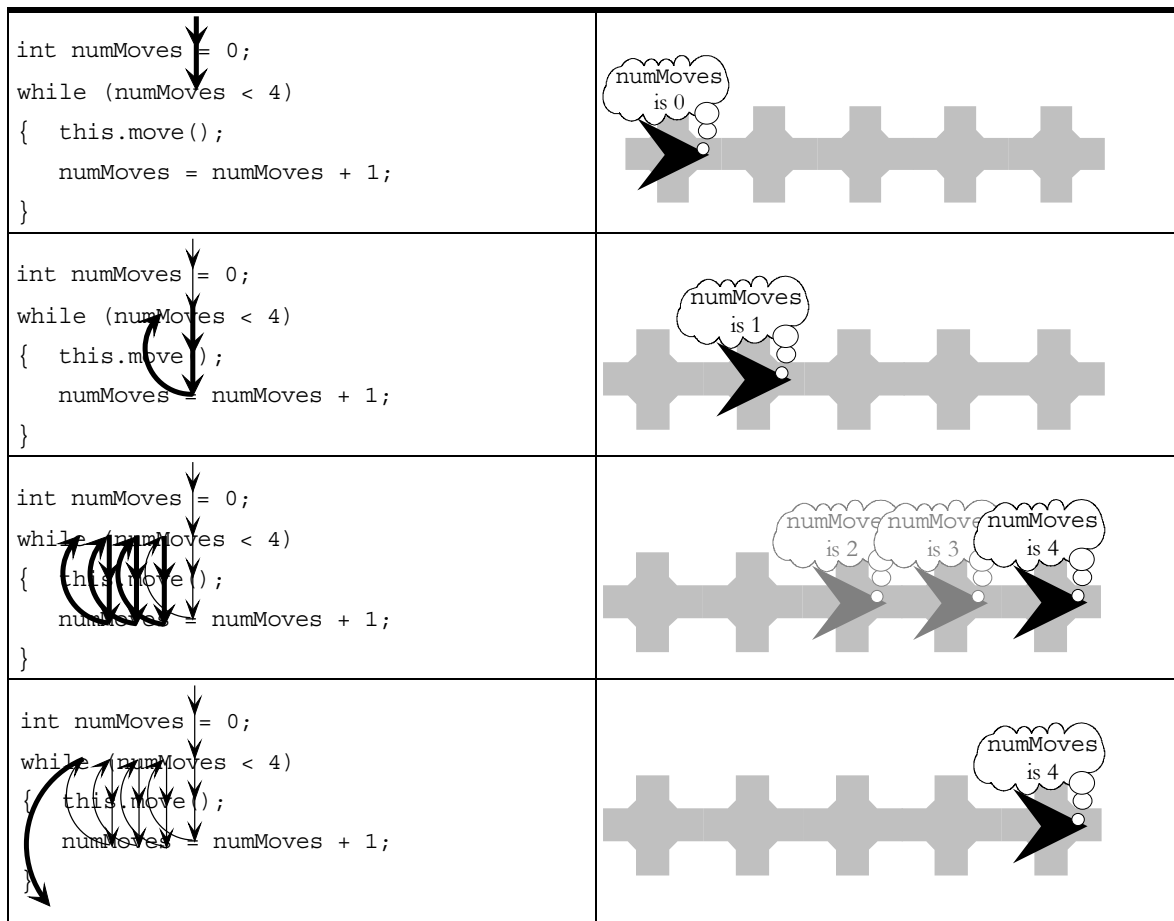 int numMoves = 0;
while (numMoves < 4)
{ this.move();
numMoves = numMoves + 1;
}
numMoves
is 0
int numMoves = 0;
while (numMoves < 4)
{ this.move();
numMoves = numMoves + 1;
}
numMoves
is 1
int numMoves = 0;
while (numMoves < 4)
{ this.move();
numMoves = numMoves + 1;
}
numMove numMove numMoves
is 2 is 3 is 4
int numMoves = 0;
while (numMoves < 4)
{ this.move();
numMoves = numMoves + 1;
}
numMoves
is 4